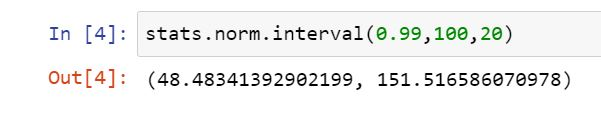 In [4]: stats.norm.interval(0.99,100,20)
Out[4]: (48.48341392902199, 151.516586070978)